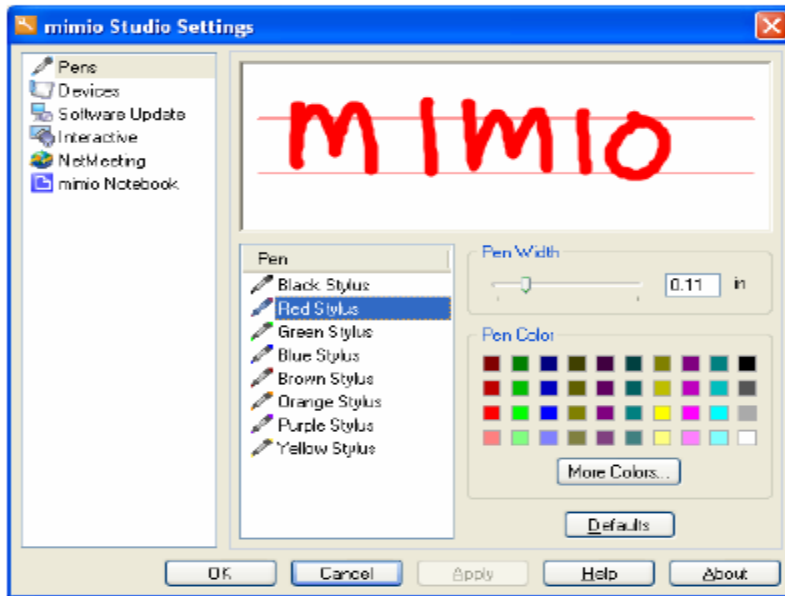 mimio Studio Settings
Pens
Devices
Software Update
Interactive
NetMeeting
mimio Notebook
mimio
Pen
Black Stylus
Red Stylus
Green Stylus
Blue Stylus
Brown Stylus
Orange Stylus
Purple Stylus
Yellow Stylus
Pen Width
0.11 in
Pen Color
More Colors...
Defaults
OK
Cancel
Apply
Help
About